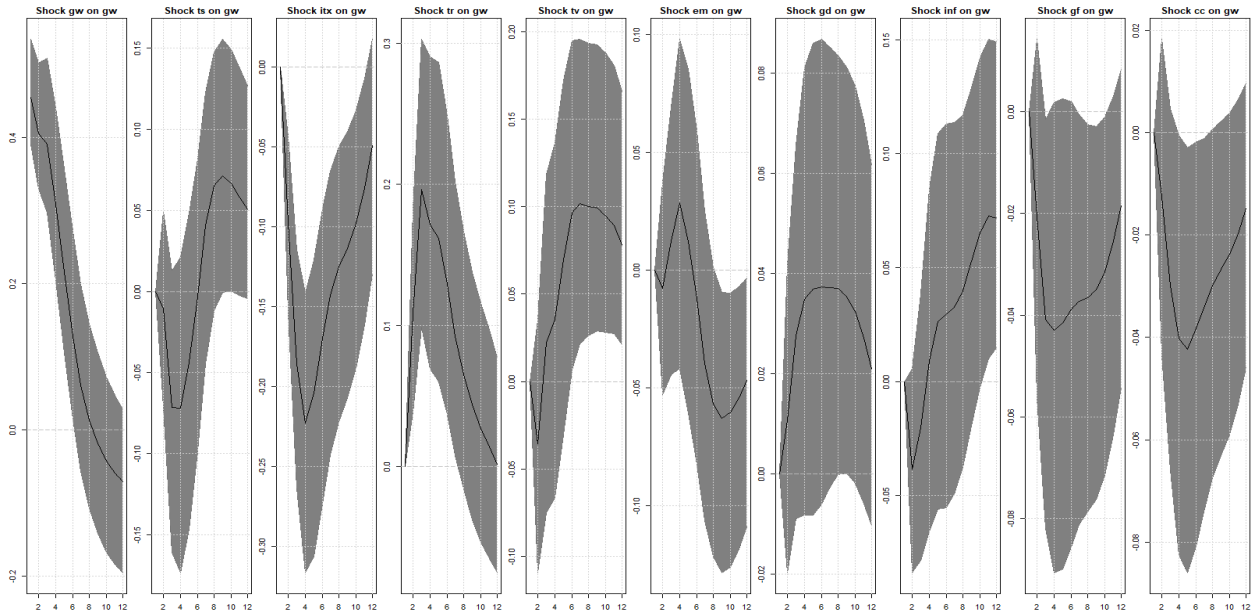 Shock gw on gw
Shock ts on gw
Shock itx on gw
Shock tr on gw
Shock tv on gw
Shock em on gw
Shock gd on gw
Shock inf on gw
Shock gf on gw
Shock cc on gw
0.4
0.2
0.0
-0.2
0.15
0.10
0.05
0.00
-0.05
-0.10
-0.15
0.00
-0.05
-0.10
-0.15
-0.20
-0.25
-0.30
0.3
0.2
0.1
0.0
0.20
0.15
0.10
0.05
0.00
-0.05
-0.10
0.10
0.05
0.00
-0.05
-0.10
0.08
0.06
0.04
0.02
0.00
-0.02
0.15
0.10
0.05
0.00
-0.05
0.00
-0.02
-0.04
-0.06
-0.08
0.02
0.00
-0.02
-0.04
-0.06
-0.08
2 4 6 8 10 12
2 4 6 8 10 12
2 4 6 8 10 12
2 4 6 8 10 12
2 4 6 8 10 12
2 4 6 8 10 12
2 4 6 8 10 12
2 4 6 8 10 12
2 4 6 8 10 12
2 4 6 8 10 12